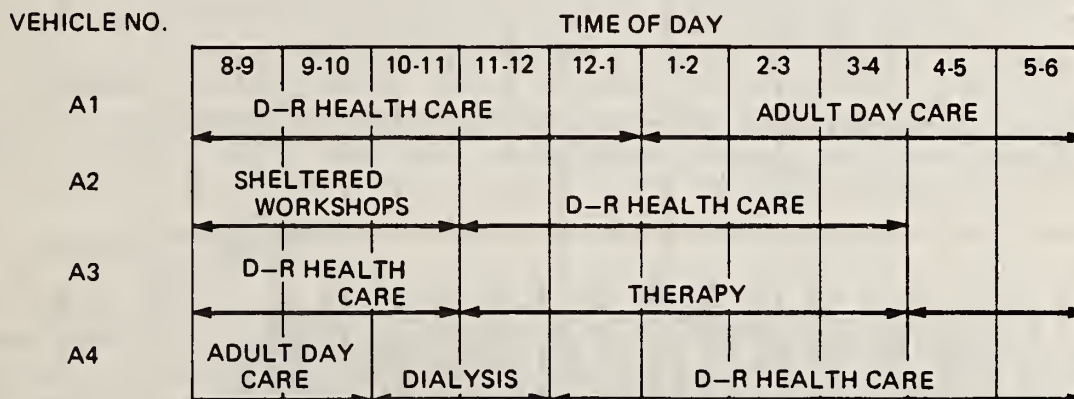 VEHICLE NO. TIME OF DAY
8-9 9-10 10-11 11-12 12-1 1-2 2-3 3-4 4-5 5-6
A1 D–R HEALTH CARE ADULT DAY CARE
A2 SHELTERED
WORKSHOPS D–R HEALTH CARE
A3 D–R HEALTH
CARE THERAPY
A4 ADULT DAY
CARE DIALYSIS D–R HEALTH CARE